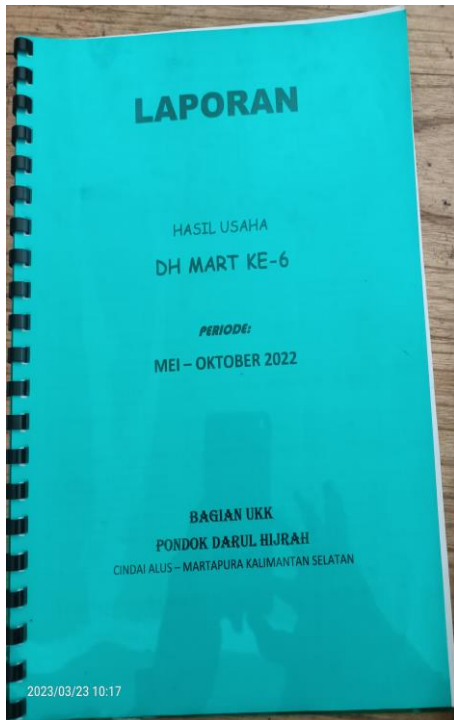 LAPORAN
HASIL USAHA
DH MART KE-6
PERIODE:
MEI – OKTOBER 2022
BAGIAN UKK
PONDOK DARUL HIJRAH
CINDAI ALUS – MARTAPURA KALIMANTAN SELATAN
2023/03/23 10:17